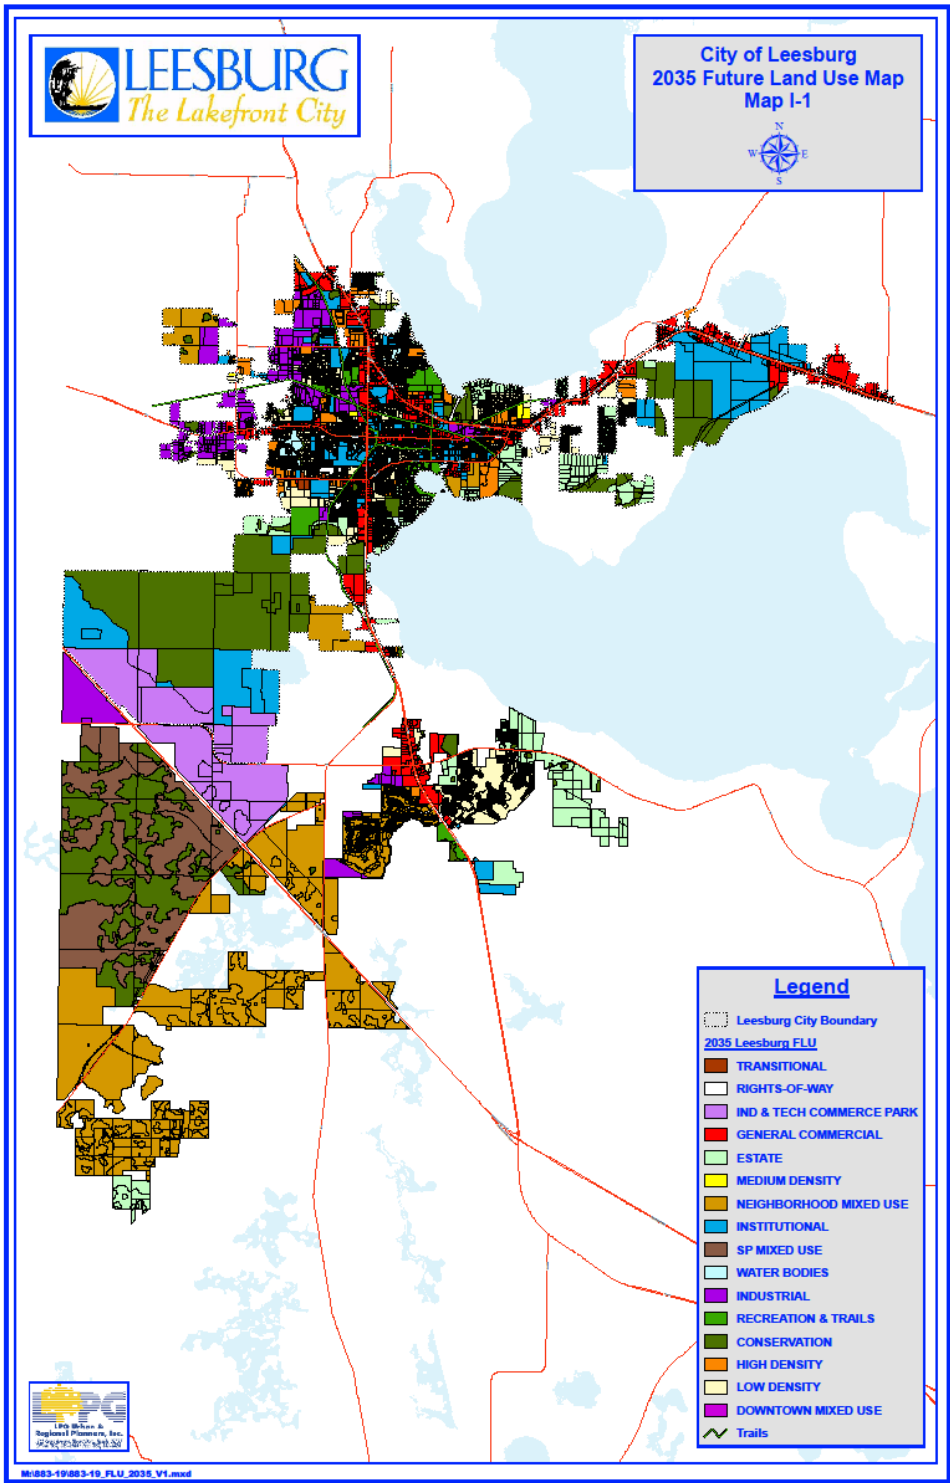 LEESBURG
The Lakefront City
City of Leesburg
2035 Future Land Use Map
Map I-1
N
W
E
S
Legend
Leesburg City Boundary
2035 Leesburg FLU
TRANSITIONAL
RIGHTS-OF-WAY
IND & TECH COMMERCE PARK
GENERAL COMMERCIAL
ESTATE
MEDIUM DENSITY
NEIGHBORHOOD MIXED USE
INSTITUTIONAL
SP MIXED USE
WATER BODIES
INDUSTRIAL
RECREATION & TRAILS
CONSERVATION
HIGH DENSITY
LOW DENSITY
DOWNTOWN MIXED USE
Trails
LPG
LPG Urban &
Regional Planners, Inc.
M:\883-19\883-19_FLU_2035_V1.mxd